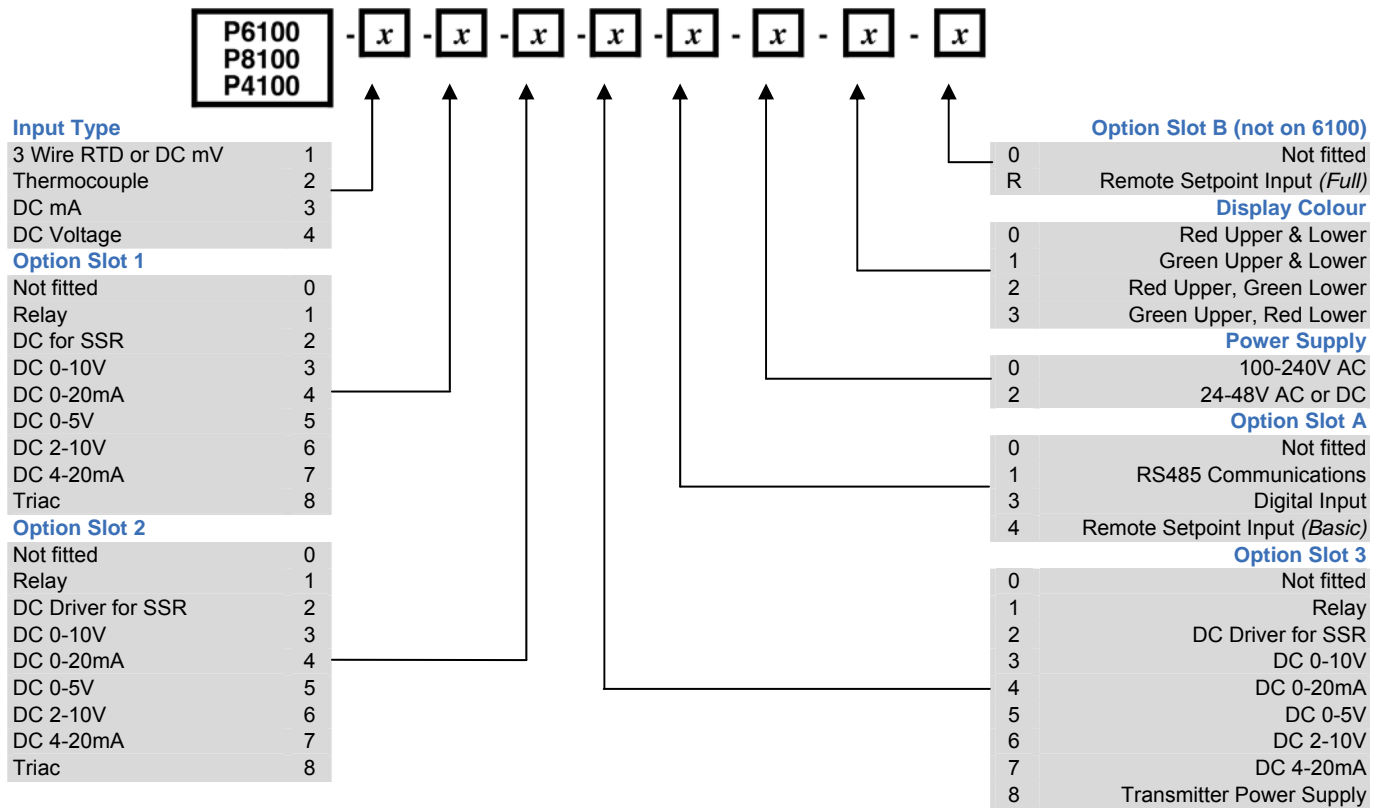 P6100
P8100
P4100
- x - x - x - x - x - x - x - x
Input Type
3 Wire RTD or DC mV 1
Thermocouple 2
DC mA 3
DC Voltage 4
Option Slot 1
Not fitted 0
Relay 1
DC for SSR 2
DC 0-10V 3
DC 0-20mA 4
DC 0-5V 5
DC 2-10V 6
DC 4-20mA 7
Triac 8
Option Slot 2
Not fitted 0
Relay 1
DC Driver for SSR 2
DC 0-10V 3
DC 0-20mA 4
DC 0-5V 5
DC 2-10V 6
DC 4-20mA 7
Triac 8
Option Slot B (not on 6100)
0 Not fitted
R Remote Setpoint Input (Full)
Display Colour
0 Red Upper & Lower
1 Green Upper & Lower
2 Red Upper, Green Lower
3 Green Upper, Red Lower
Power Supply
0 100-240V AC
2 24-48V AC or DC
Option Slot A
0 Not fitted
1 RS485 Communications
3 Digital Input
4 Remote Setpoint Input (Basic)
Option Slot 3
0 Not fitted
1 Relay
2 DC Driver for SSR
3 DC 0-10V
4 DC 0-20mA
5 DC 0-5V
6 DC 2-10V
7 DC 4-20mA
8 Transmitter Power Supply